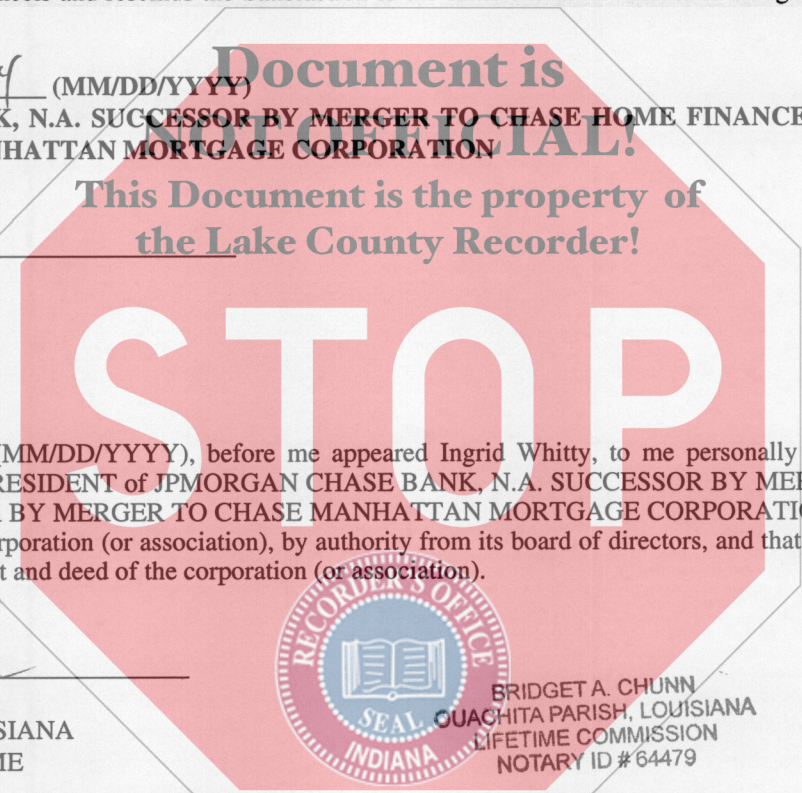 Document is
(MM/DD/YYYY)
K, N.A. SUCCESSOR BY MERGER TO CHASE HOME FINANCE
NOT OFFICIAL!
NHATTAN MORTGAGE CORPORATION
This Document is the property of
the Lake County Recorder!
STOP
(MM/DD/YYYY), before me appeared Ingrid Whitty, to me personally
RESIDENT of JPMORGAN CHASE BANK, N.A. SUCCESSOR BY MER
BY MERGER TO CHASE MANHATTAN MORTGAGE CORPORATIO
rporation (or association), by authority from its board of directors, and that
t and deed of the corporation (or association).
RECORDER'S OFFICE
SEAL
INDIANA
BRIDGET A. CHUNN
OUACHITA PARISH, LOUISIANA
LIFETIME COMMISSION
NOTARY ID # 64479
SIANA
ME